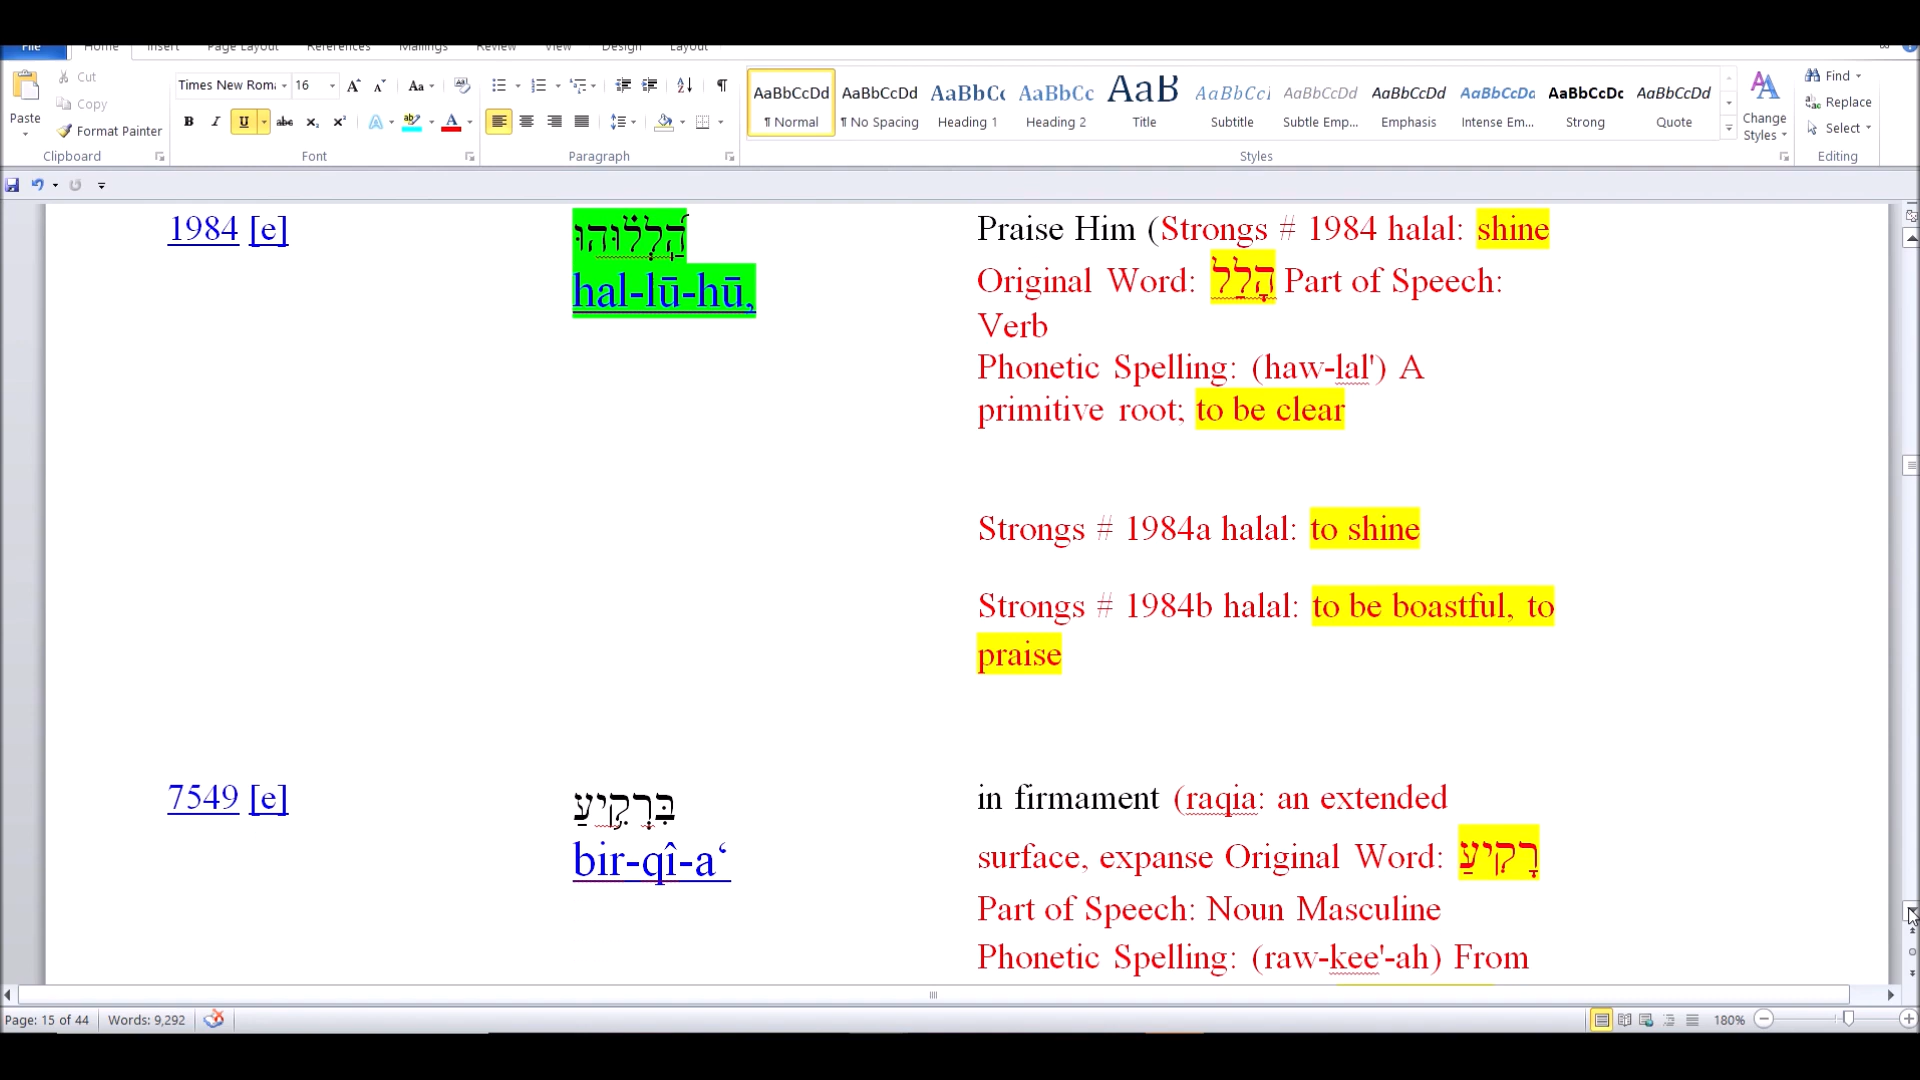 File Home Insert Page Layout References Mailings Review View Design Layout
Cut
Copy
Format Painter
Paste
Clipboard
Times New Roma 16
Font
Paragraph
AaBbCcDd AaBbCcDd AaBbCc AaBbCc AaB AaBbCcI AaBbCcDd AaBbCcDd AaBbCcDd AaBbCcDc AaBbCcDd
¶ Normal ¶ No Spacing Heading 1 Heading 2 Title Subtitle Subtle Emp... Emphasis Intense Em... Strong Quote
Styles
Change Styles
Find
Replace
Select
Editing
1984 [e]
hal-lū-hū,
Praise Him (Strongs # 1984 halal: shine
Original Word: הָלַל Part of Speech:
Verb
Phonetic Spelling: (haw-lal') A
primitive root; to be clear
Strongs # 1984a halal: to shine
Strongs # 1984b halal: to be boastful, to
praise
7549 [e]
בִּרְקִ֥יעַ
bir-qî-a‘
in firmament (raqia: an extended
surface, expanse Original Word: רָקִיעַ
Part of Speech: Noun Masculine
Phonetic Spelling: (raw-kee'-ah) From
Page: 15 of 44 Words: 9,292 180%